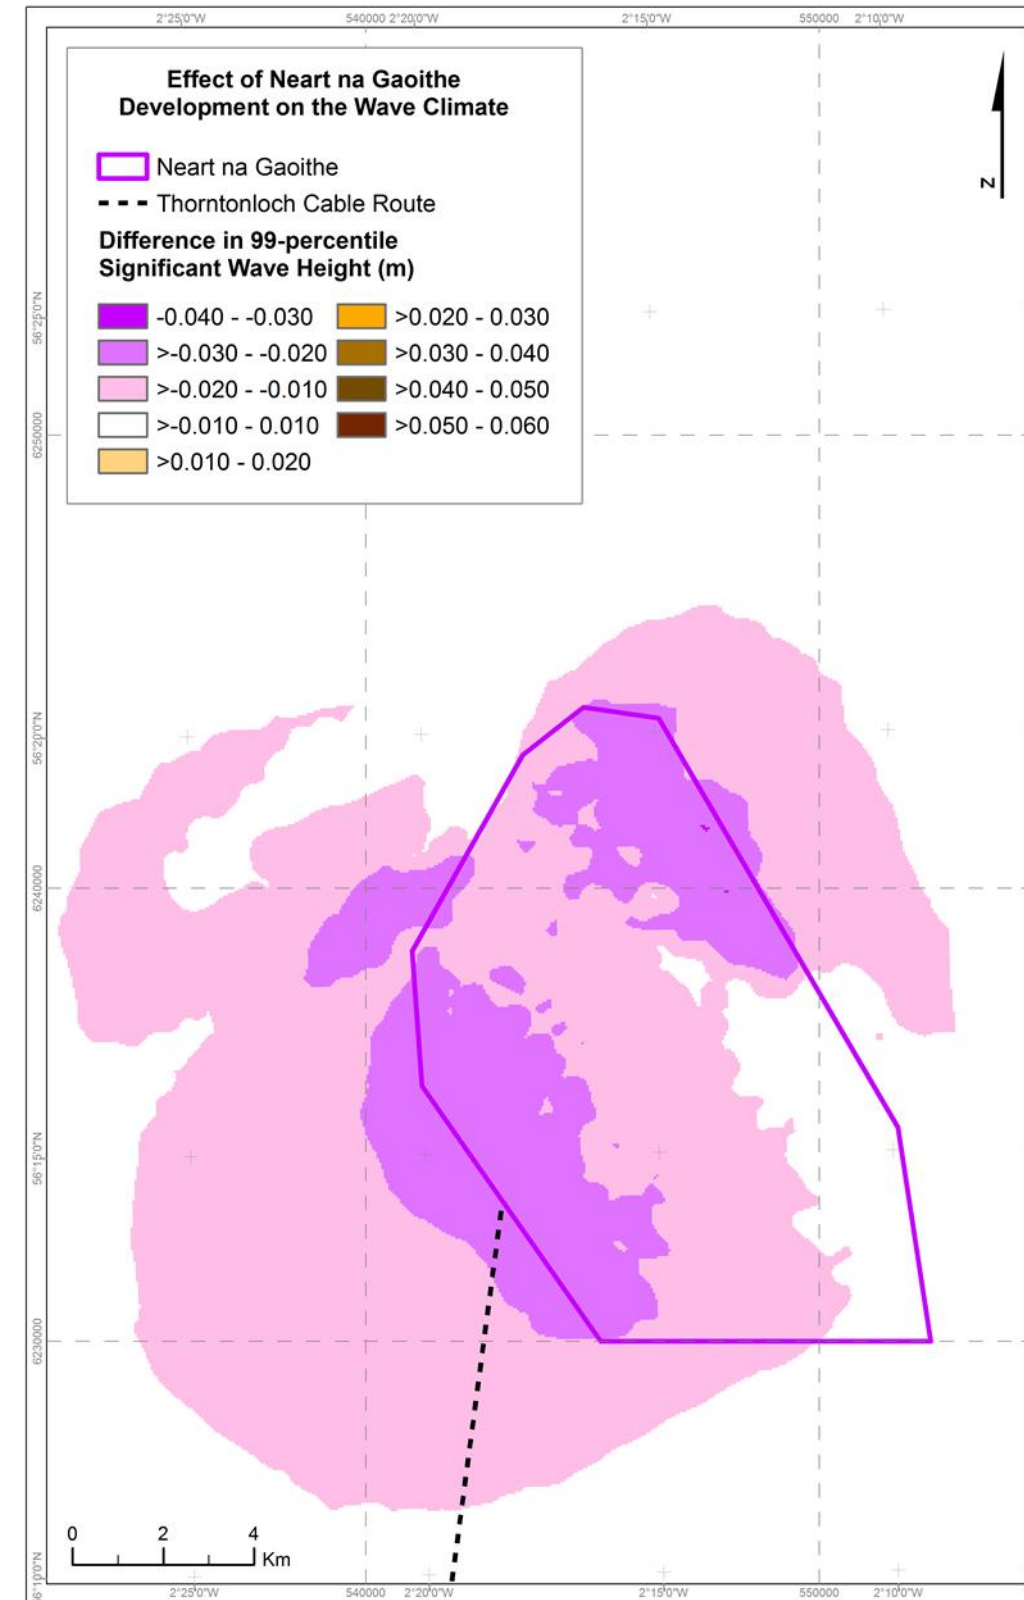 2°25'0"W 540000 2°20'0"W 2°15'0"W 550000 2°10'0"W
Effect of Neart na Gaoithe
Development on the Wave Climate
Neart na Gaoithe
Thorntonloch Cable Route
Difference in 99-percentile
Significant Wave Height (m)
-0.040 - -0.030
>-0.030 - -0.020
>-0.020 - -0.010
>-0.010 - 0.010
>0.010 - 0.020
>0.020 - 0.030
>0.030 - 0.040
>0.040 - 0.050
>0.050 - 0.060
N
56°25'0"N
6250000
56°20'0"N
6240000
56°15'0"N
6230000
6°10'0"N
0 2 4
Km
2°25'0"W 540000 2°20'0"W 2°15'0"W 550000 2°10'0"W